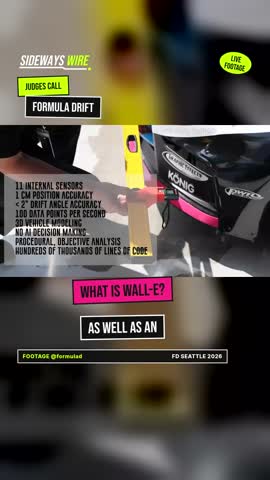 SIDEWAYS WIRE.
LIVE
FOOTAGE
JUDGES CALL
FORMULA DRIFT
11 INTERNAL SENSORS
1 CM POSITION ACCURACY
< 2° DRIFT ANGLE ACCURACY
100 DATA POINTS PER SECOND
3D VEHICLE MODELING
NO AI DECISION MAKING-
PROCEDURAL, OBJECTIVE ANALYSIS
HUNDREDS OF THOUSANDS OF LINES OF CODE
KÖNIG
WHAT IS WALL-E?
AS WELL AS AN
FOOTAGE @formulad
FD SEATTLE 2026